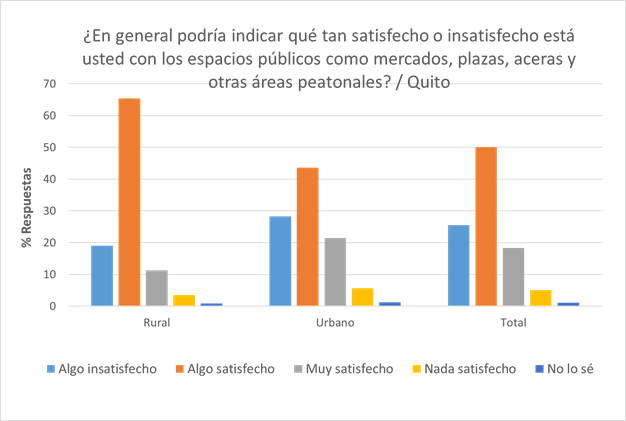 ¿En general podría indicar qué tan satisfecho o insatisfecho está
usted con los espacios públicos como mercados, plazas, aceras y
otras áreas peatonales? / Quito
70
60
50
40
30
20
10
0
% Respuestas
Rural Urbano Total
Algo insatisfecho Algo satisfecho Muy satisfecho Nada satisfecho No lo sé